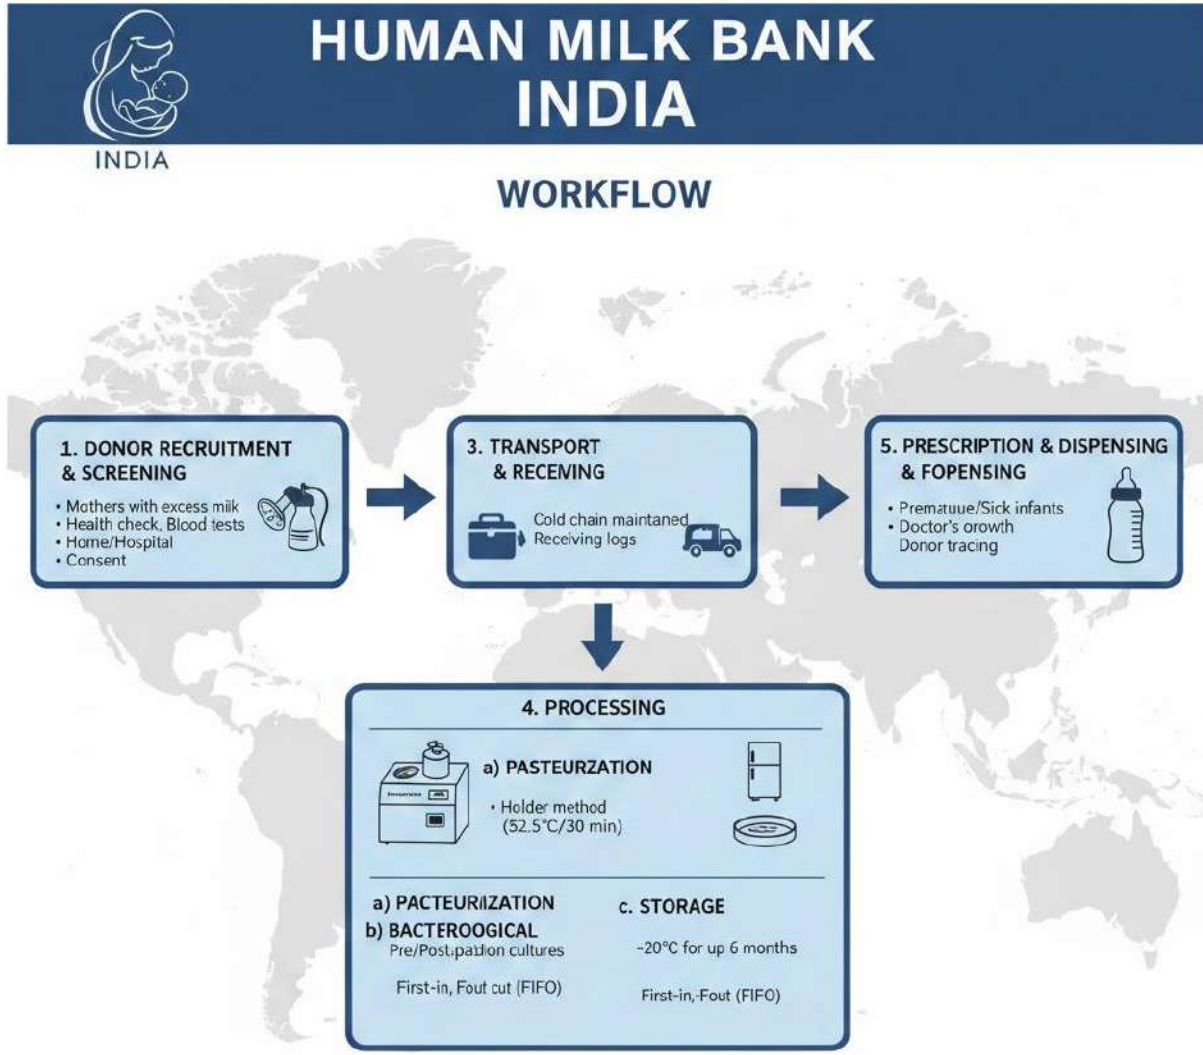 HUMAN MILK BANK
INDIA
INDIA
WORKFLOW
1. DONOR RECRUITMENT
& SCREENING
• Mothers with excess milk
• Health check, Blood tests
• Home/Hospital
• Consent
3. TRANSPORT
& RECEIVING
Cold chain maintaned
Receiving logs
5. PRESCRIPTION & DISPENSING
& FOPENSING
• Prematuue/Sick infants
• Doctor's orowth
Donor tracing
4. PROCESSING
a) PASTEURZATION
• Holder method
(52.5°C/30 min)
a) PACTEURIZATION
b) BACTEROOGICAL
Pre/Post cultures
First-in, Fout cut (FIFO)
c. STORAGE
-20°C for up 6 months
First-in,-Fout (FIFO)